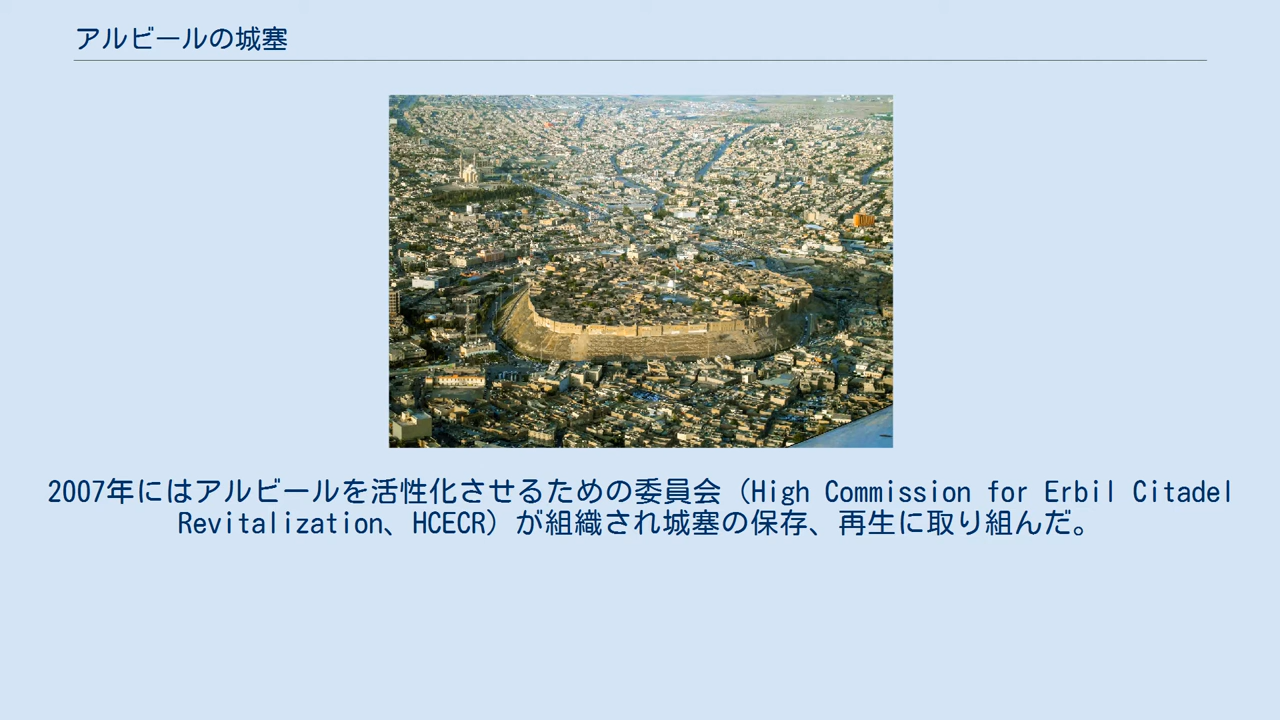 アルビールの城塞
2007年にはアルビールを活性化させるための委員会（High Commission for Erbil Citadel
Revitalization、HCECR）が組織され城塞の保存、再生に取り組んだ。